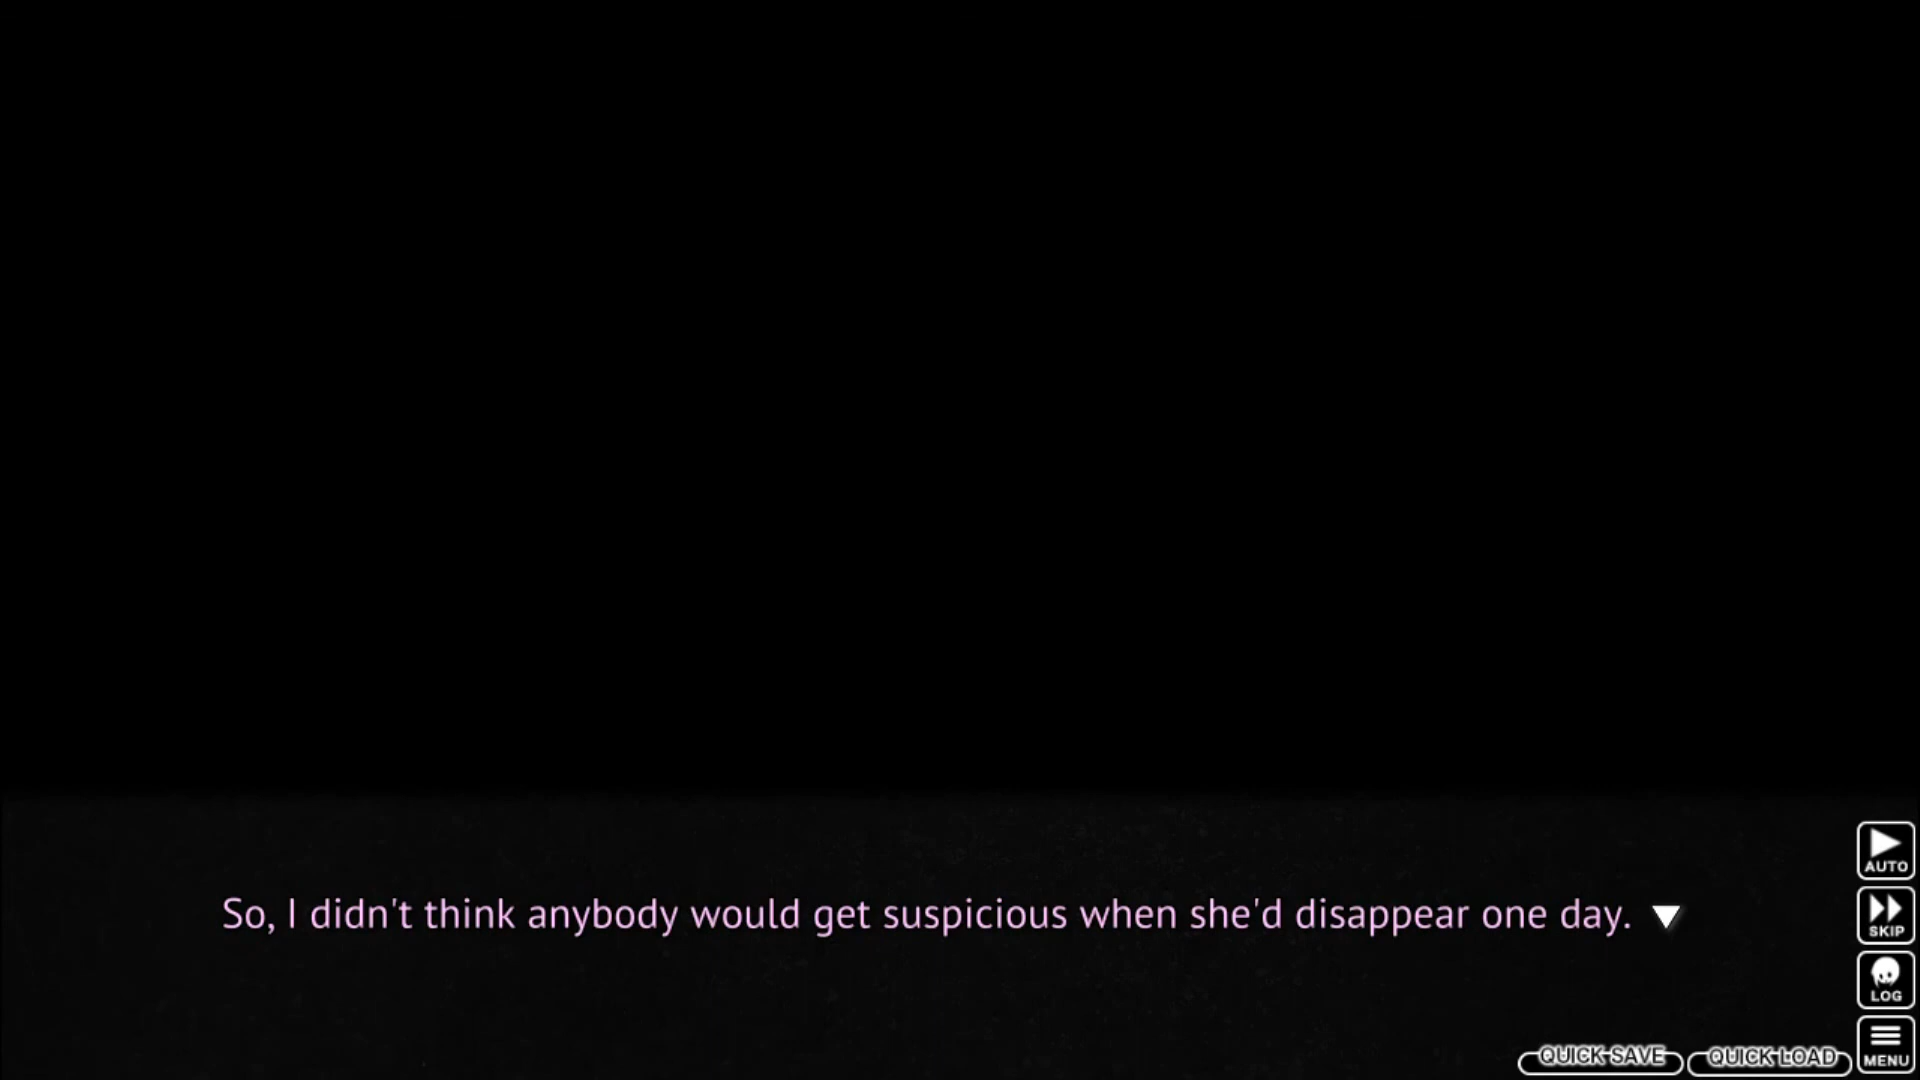 So, I didn't think anybody would get suspicious when she'd disappear one day.
AUTO
SKIP
LOG
MENU
QUICK SAVE QUICK LOAD